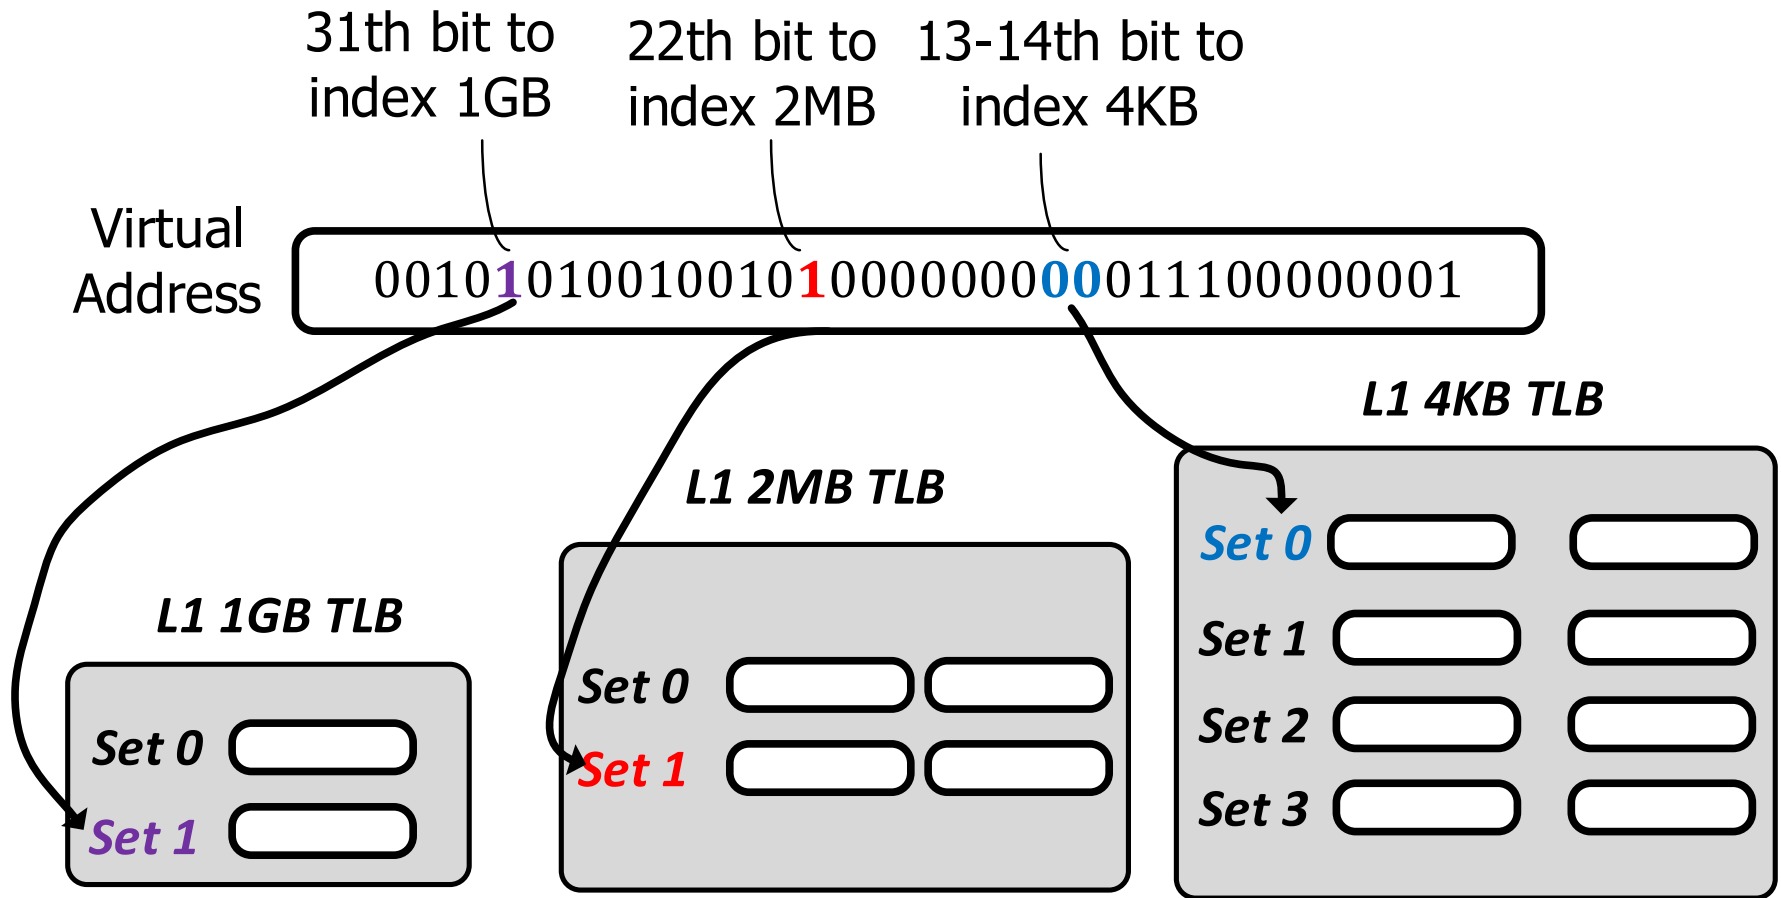 31th bit to
index 1GB
22th bit to
index 2MB
13-14th bit to
index 4KB
Virtual
Address
001010100100101000000000011100000001
L1 4KB TLB
Set 0
Set 1
Set 2
Set 3
L1 2MB TLB
Set 0
Set 1
L1 1GB TLB
Set 0
Set 1